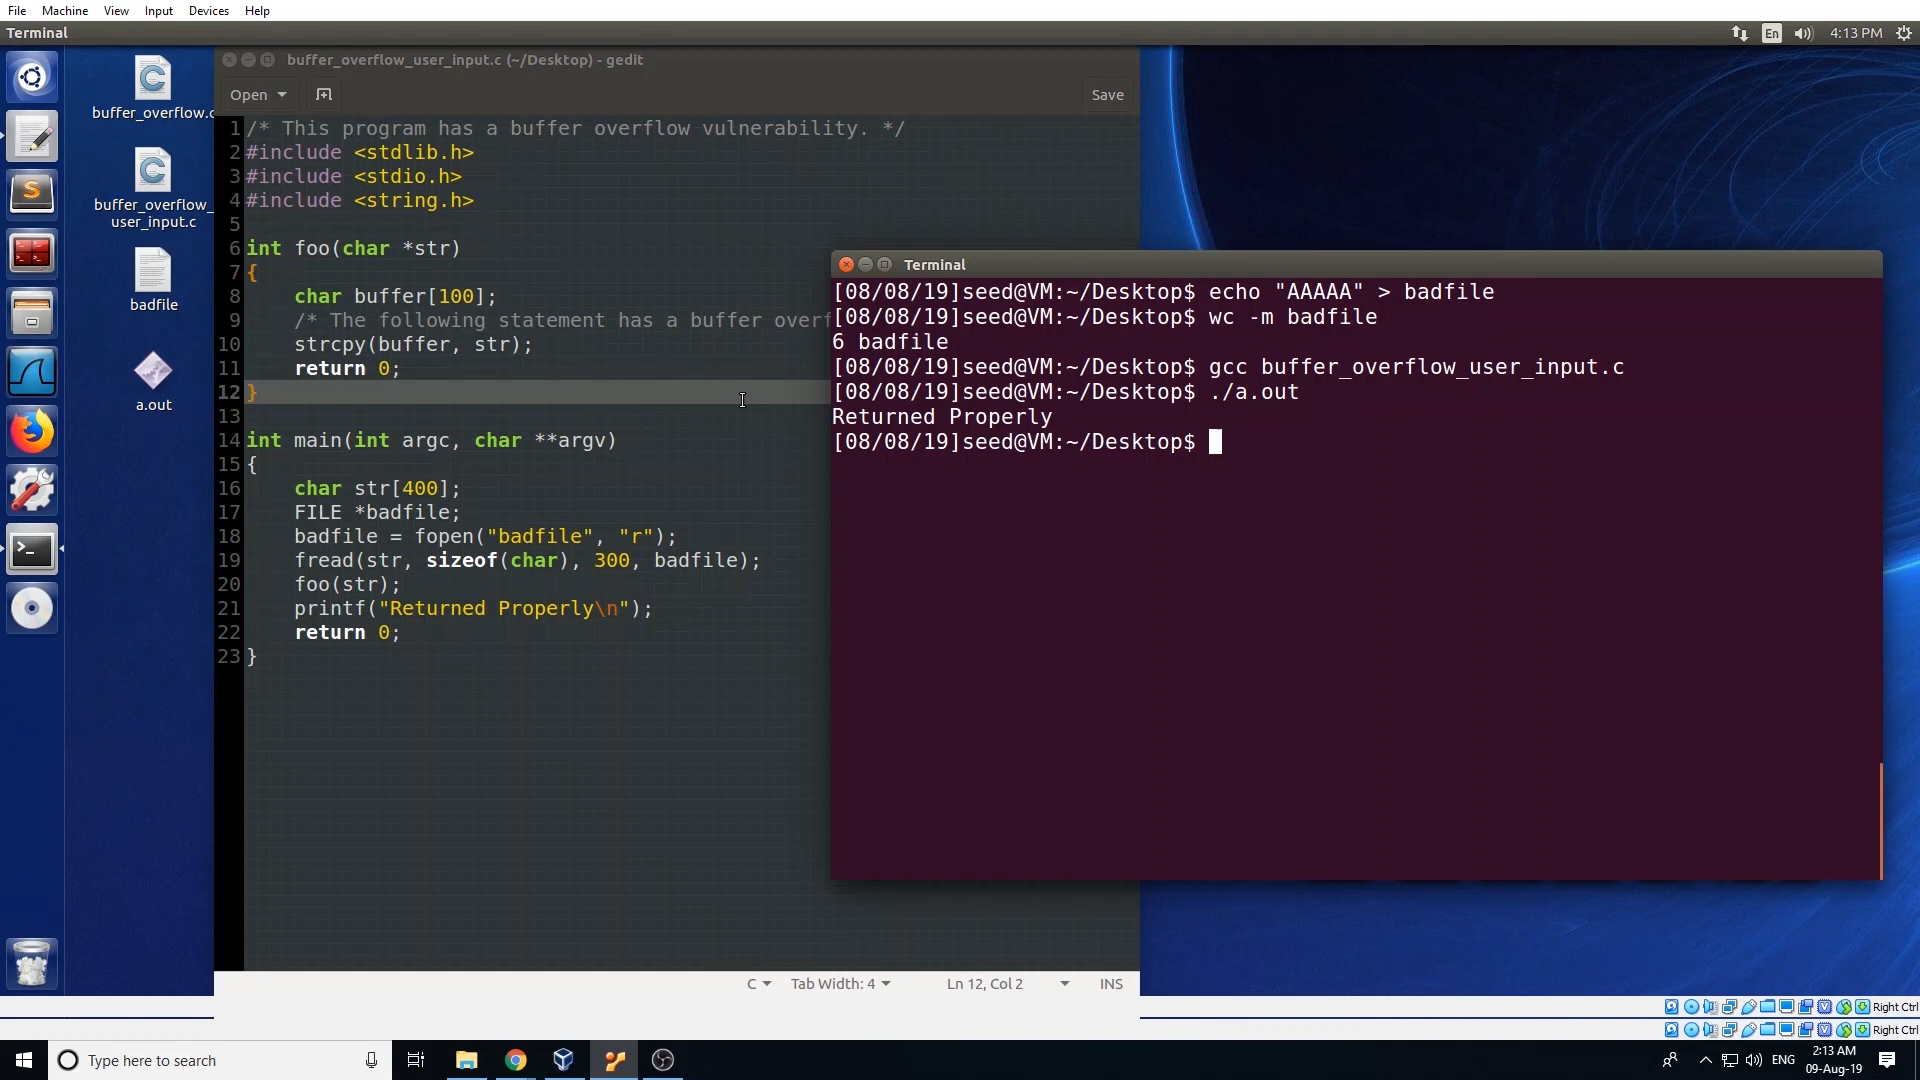 File Machine View Input Devices Help
Terminal
En 4:13 PM
buffer_overflow.c
buffer_overflow_
user_input.c
badfile
a.out
buffer_overflow_user_input.c (~/Desktop) - gedit
Open Save
1 /* This program has a buffer overflow vulnerability. */
2 #include <stdlib.h>
3 #include <stdio.h>
4 #include <string.h>
5
6 int foo(char *str)
7 {
8 char buffer[100];
9 /* The following statement has a buffer overf
10 strcpy(buffer, str);
11 return 0;
12 }
13
14 int main(int argc, char **argv)
15 {
16 char str[400];
17 FILE *badfile;
18 badfile = fopen("badfile", "r");
19 fread(str, sizeof(char), 300, badfile);
20 foo(str);
21 printf("Returned Properly\n");
22 return 0;
23 }
C Tab Width: 4 Ln 12, Col 2 INS
Terminal
[08/08/19]seed@VM:~/Desktop$ echo "AAAAA" > badfile
[08/08/19]seed@VM:~/Desktop$ wc -m badfile
6 badfile
[08/08/19]seed@VM:~/Desktop$ gcc buffer_overflow_user_input.c
[08/08/19]seed@VM:~/Desktop$ ./a.out
Returned Properly
[08/08/19]seed@VM:~/Desktop$
Right Ctrl
Right Ctrl
Type here to search
ENG
2:13 AM
09-Aug-19